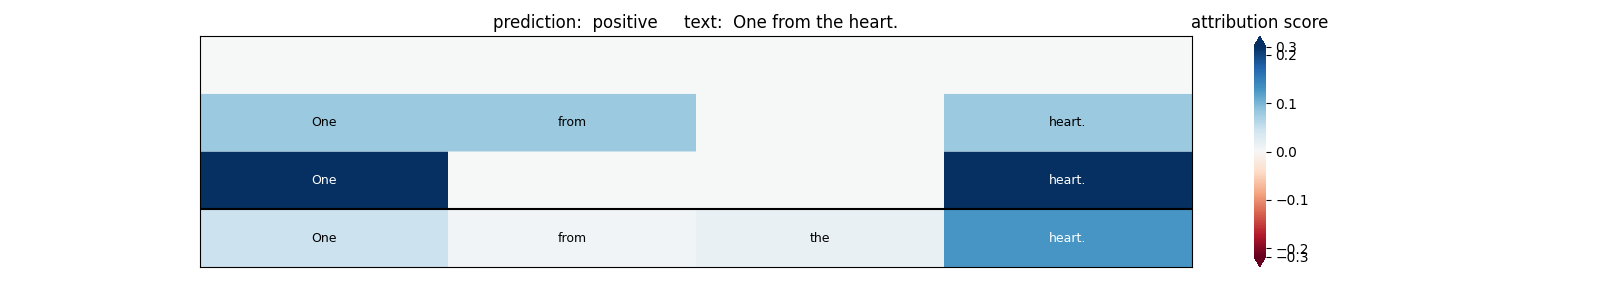 prediction:  positive     text:  One from the heart.
attribution score
0.3
0.2
One from heart.
0.1
One heart.
0.0
−0.1
One from the heart.
−0.2
−0.3